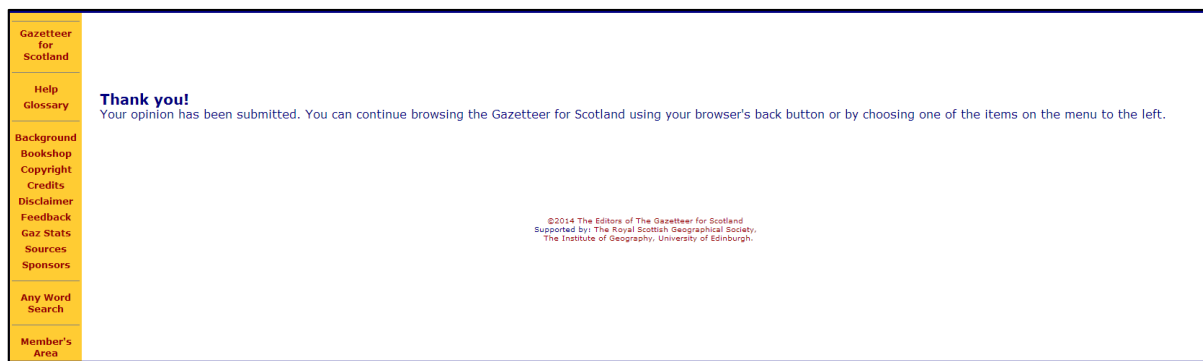 Gazetteer
for
Scotland
Help
Glossary
Background
Bookshop
Copyright
Credits
Disclaimer
Feedback
Gaz Stats
Sources
Sponsors
Any Word
Search
Member's
Area
Thank you!
Your opinion has been submitted. You can continue browsing the Gazetteer for Scotland using your browser's back button or by choosing one of the items on the menu to the left.
©2014 The Editors of The Gazetteer for Scotland
Supported by: The Royal Scottish Geographical Society,
The Institute of Geography, University of Edinburgh.